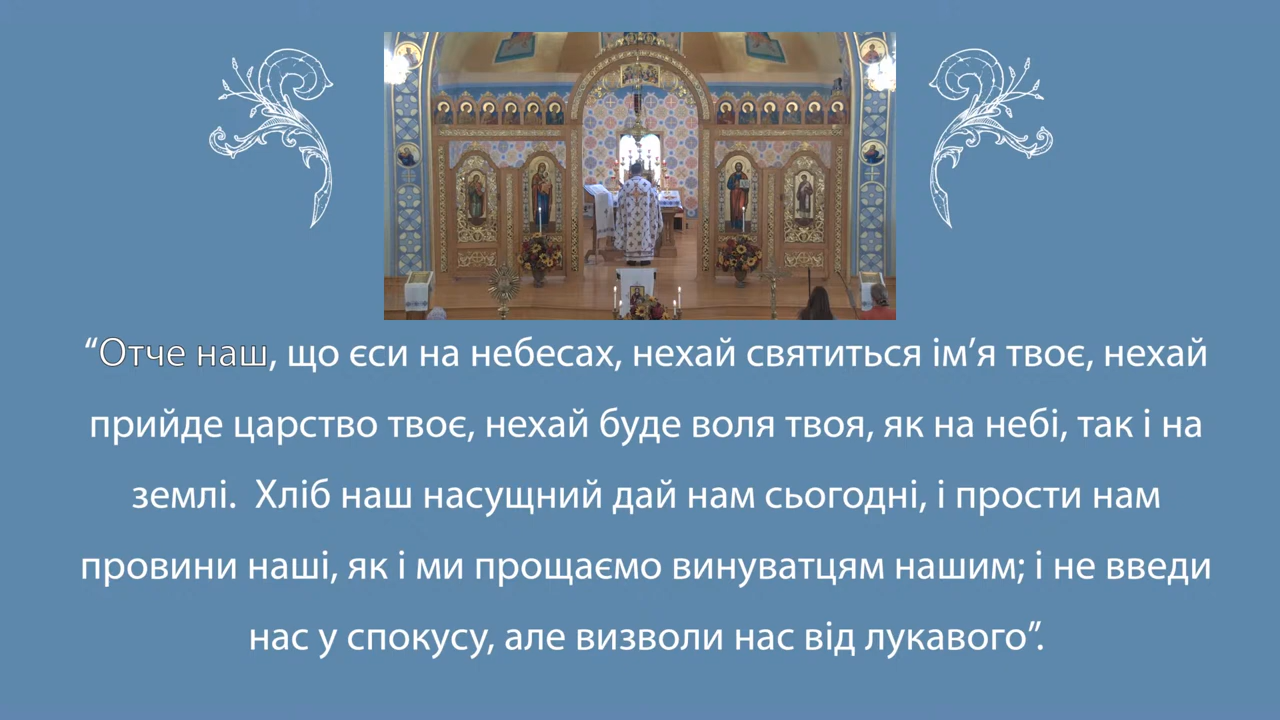 “Отче наш, що єси на небесах, нехай святиться ім’я твоє, нехай
прийде царство твоє, нехай буде воля твоя, як на небі, так і на
землі.  Хліб наш насущний дай нам сьогодні, і прости нам
провини наші, як і ми прощаємо винуватцям нашим; і не введи
нас у спокусу, але визволи нас від лукавого”.